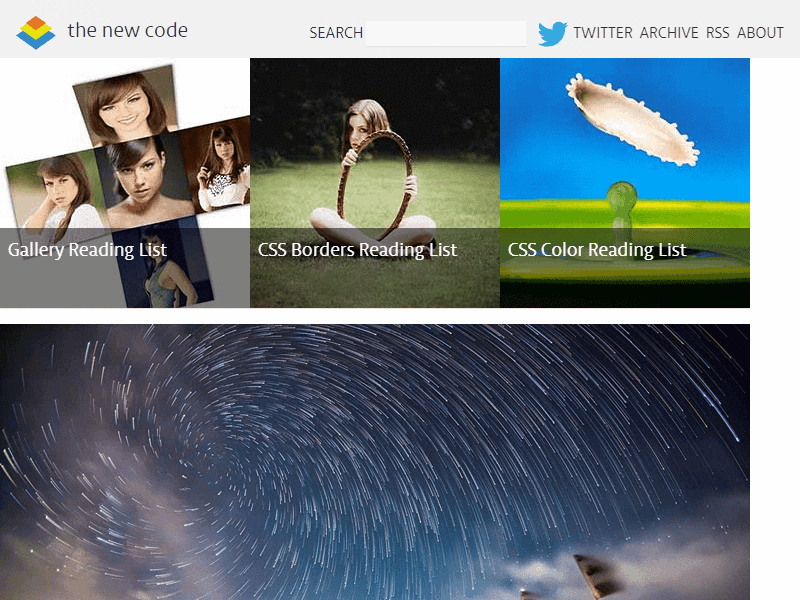 the new code
SEARCH
TWITTER ARCHIVE RSS ABOUT
Gallery Reading List
CSS Borders Reading List
CSS Color Reading List